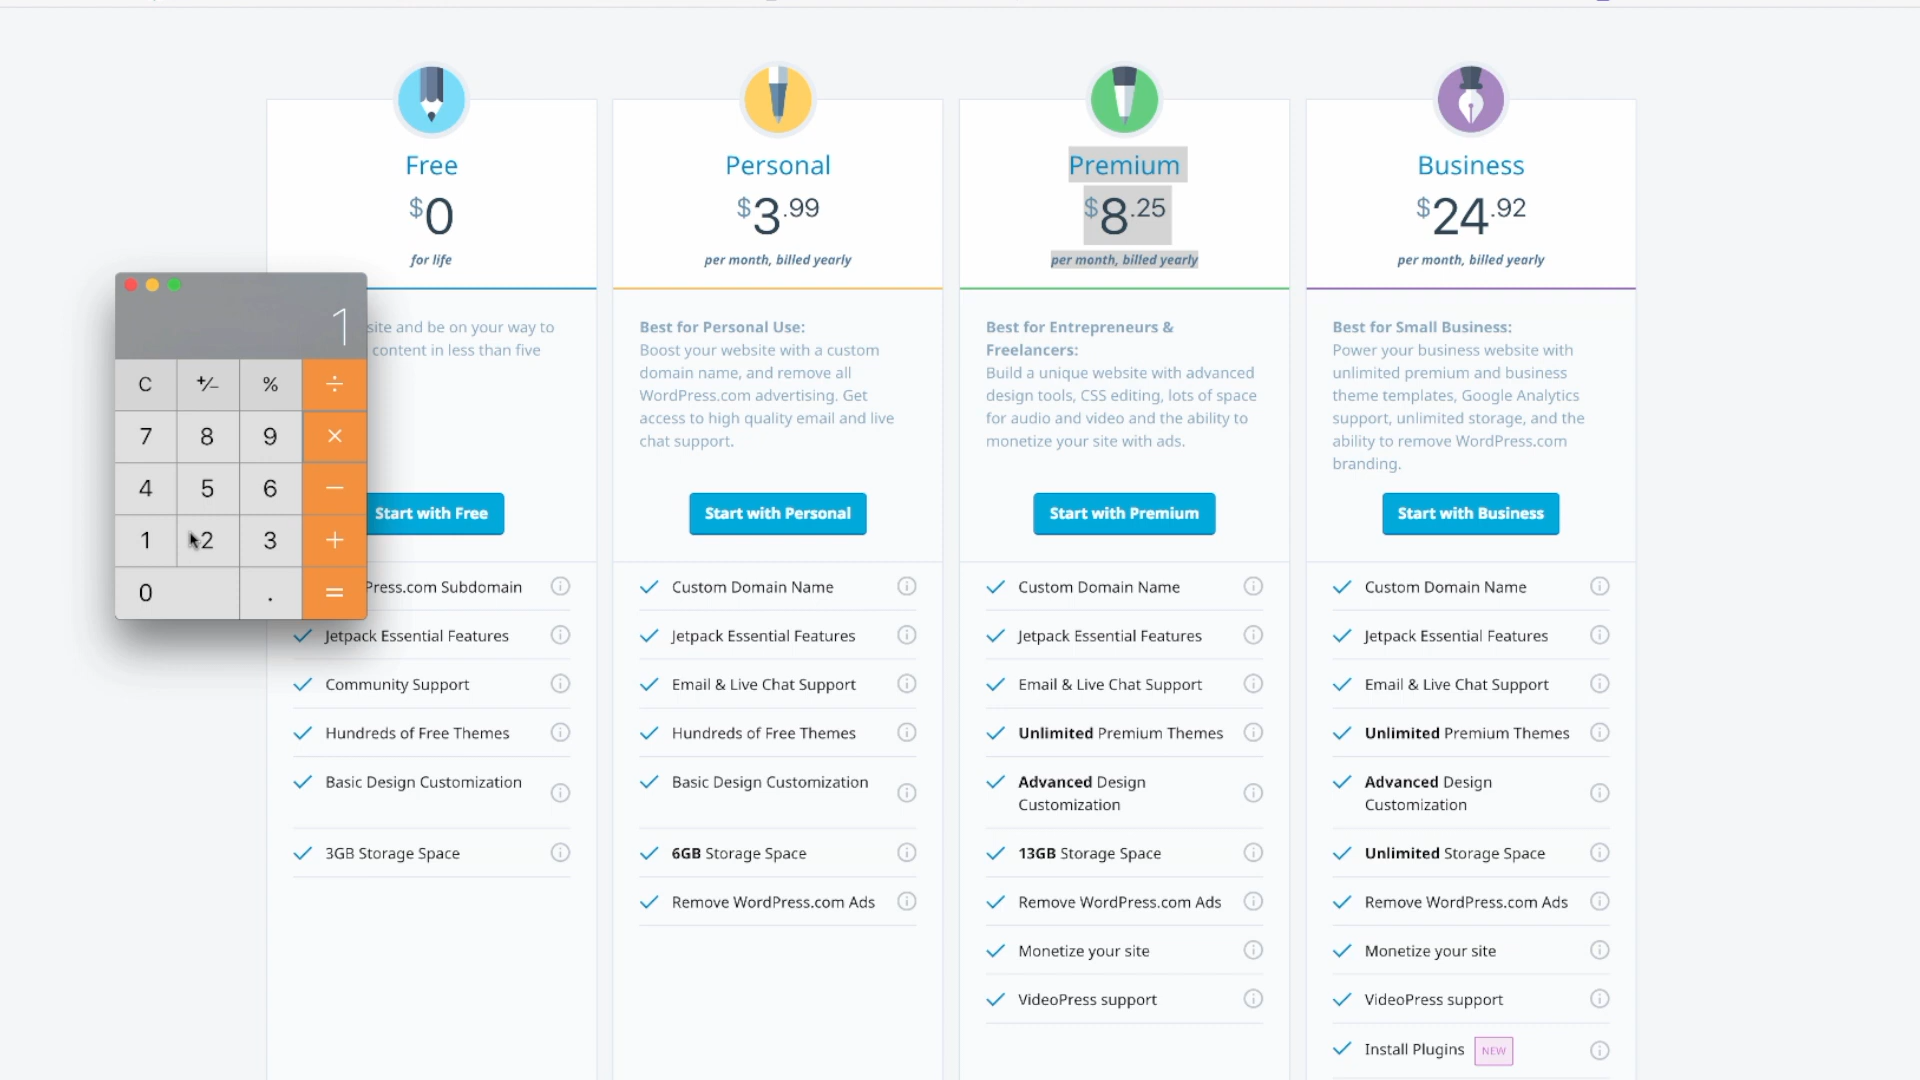 Free
$0
for life
site and be on your way to
content in less than five
Start with Free
Press.com Subdomain
Jetpack Essential Features
Community Support
Hundreds of Free Themes
Basic Design Customization
3GB Storage Space
Personal
$3.99
per month, billed yearly
Best for Personal Use:
Boost your website with a custom
domain name, and remove all
WordPress.com advertising. Get
access to high quality email and live
chat support.
Start with Personal
Custom Domain Name
Jetpack Essential Features
Email & Live Chat Support
Hundreds of Free Themes
Basic Design Customization
6GB Storage Space
Remove WordPress.com Ads
Premium
$8.25
per month, billed yearly
Best for Entrepreneurs &
Freelancers:
Build a unique website with advanced
design tools, CSS editing, lots of space
for audio and video and the ability to
monetize your site with ads.
Start with Premium
Custom Domain Name
Jetpack Essential Features
Email & Live Chat Support
Unlimited Premium Themes
Advanced Design
Customization
13GB Storage Space
Remove WordPress.com Ads
Monetize your site
VideoPress support
Business
$24.92
per month, billed yearly
Best for Small Business:
Power your business website with
unlimited premium and business
theme templates, Google Analytics
support, unlimited storage, and the
ability to remove WordPress.com
branding.
Start with Business
Custom Domain Name
Jetpack Essential Features
Email & Live Chat Support
Unlimited Premium Themes
Advanced Design
Customization
Unlimited Storage Space
Remove WordPress.com Ads
Monetize your site
VideoPress support
Install Plugins NEW
1
C +/− % ÷
7 8 9 ×
4 5 6 −
1 2 3 +
0 . =